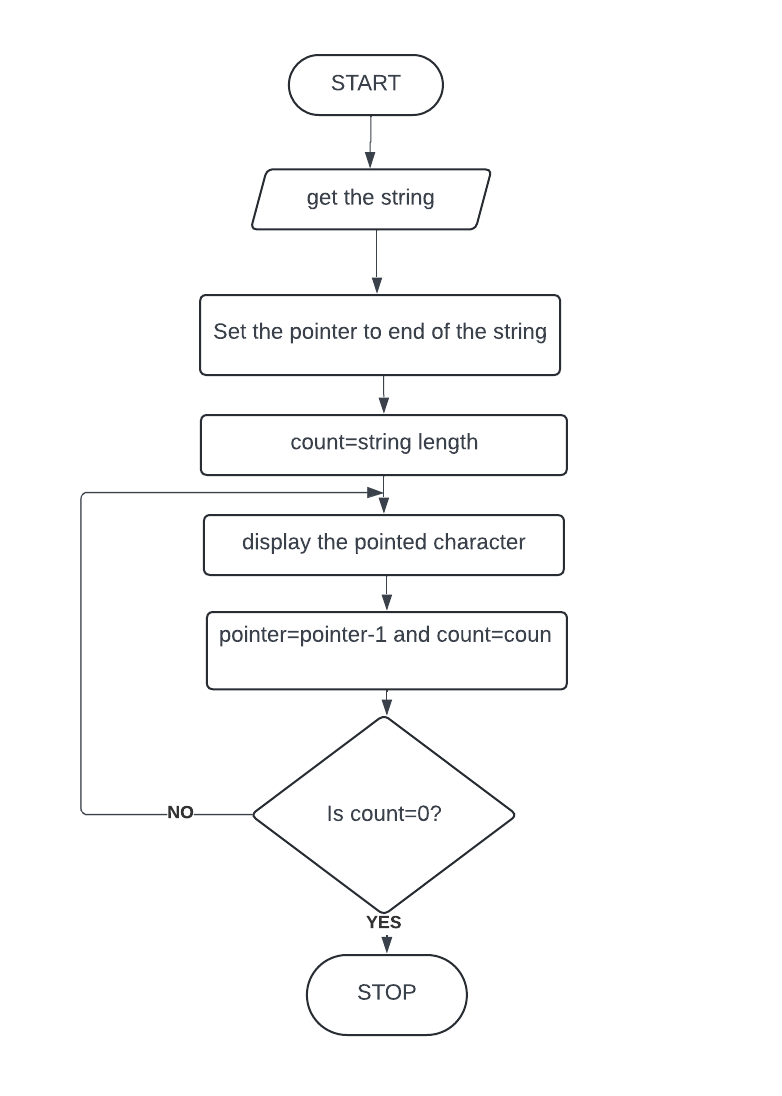 START
get the string
Set the pointer to end of the string
count=string length
display the pointed character
pointer=pointer-1 and count=coun
Is count=0?
NO
YES
STOP